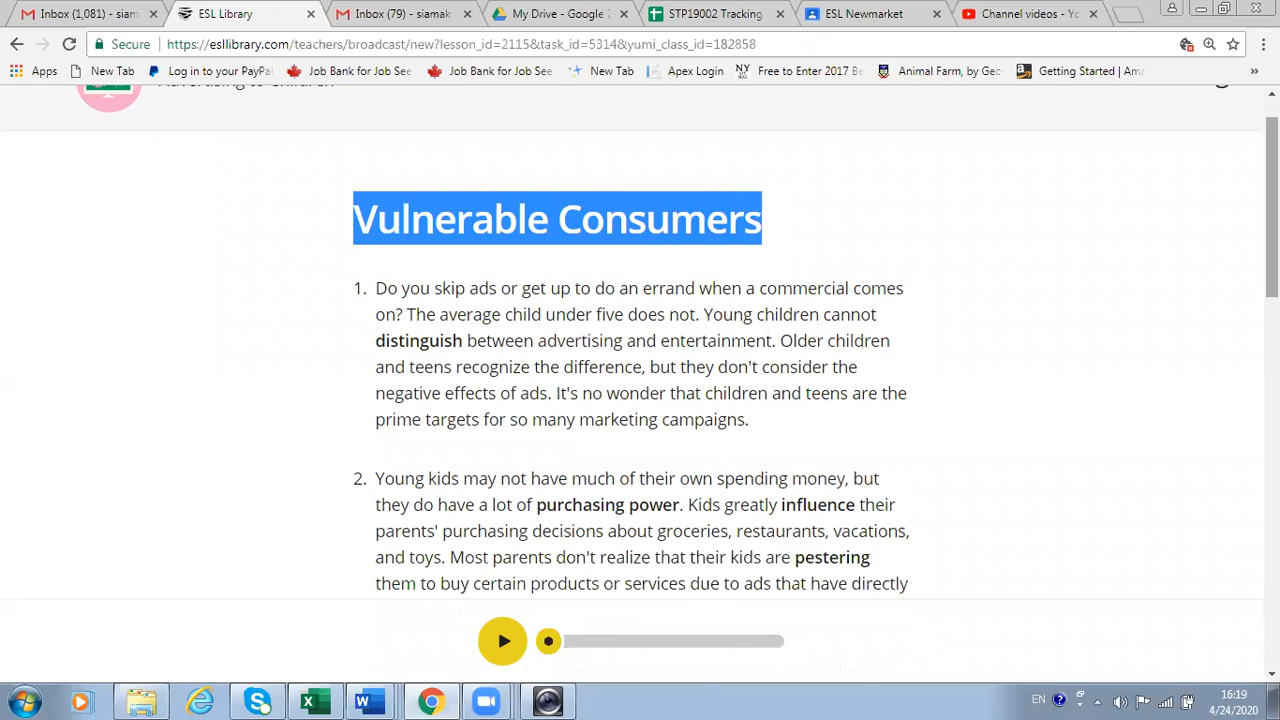 Inbox (1,081) - siam
ESL Library
Inbox (79) - siamak
My Drive - Google
STP19002 Tracking
ESL Newmarket
Channel videos - Yo
Secure
https://esllibrary.com/teachers/broadcast/new?lesson_id=2115&task_id=5314&yumi_class_id=182858
Apps
New Tab
Log in to your PayPal
Job Bank for Job See
Job Bank for Job See
New Tab
Apex Login
NY
Free to Enter 2017 Be
Animal Farm, by Geo
Getting Started | Ama
»
Advertising to Children
Vulnerable Consumers
1. Do you skip ads or get up to do an errand when a commercial comes
on? The average child under five does not. Young children cannot
distinguish between advertising and entertainment. Older children
and teens recognize the difference, but they don't consider the
negative effects of ads. It's no wonder that children and teens are the
prime targets for so many marketing campaigns.
2. Young kids may not have much of their own spending money, but
they do have a lot of purchasing power. Kids greatly influence their
parents' purchasing decisions about groceries, restaurants, vacations,
and toys. Most parents don't realize that their kids are pestering
them to buy certain products or services due to ads that have directly
EN
16:19
4/24/2020